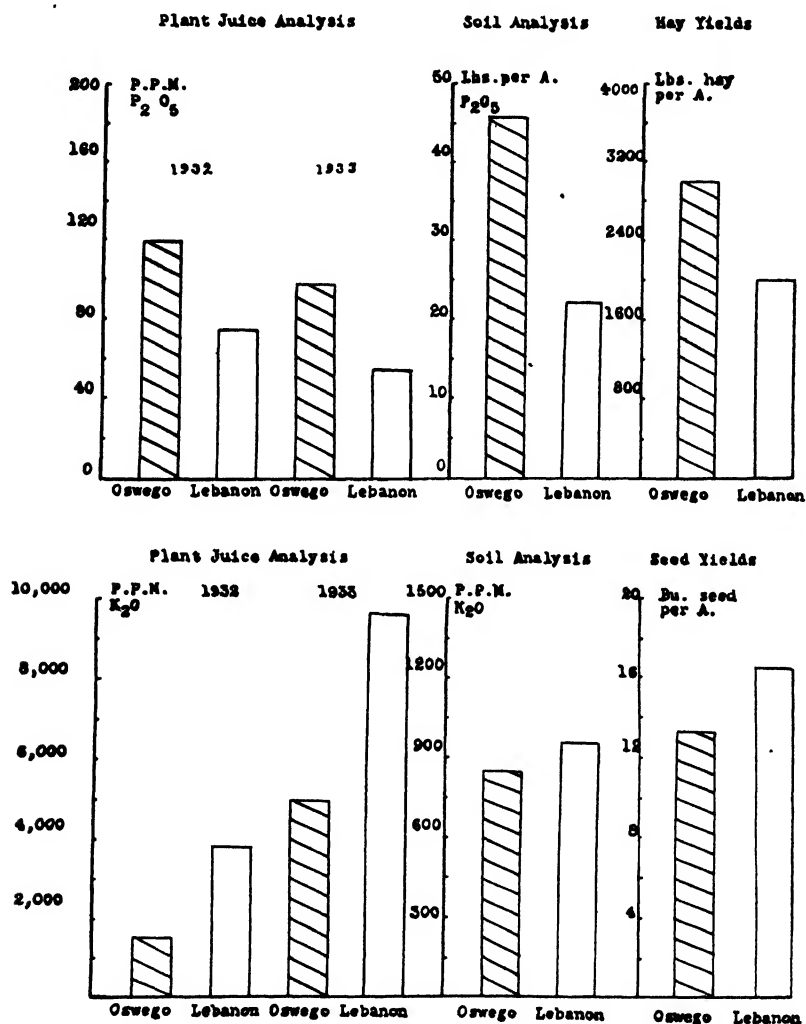 Plant Juice Analysis Soil Analysis Hay Yields
200 P.P.M.
P2O5
160
1932 1933
120
80
40
0
Oswego Lebanon Oswego Lebanon
50 Lbs. per A.
P2O5
40
30
20
10
0
Oswego Lebanon
4000 Lbs. hay
per A.
3200
2400
1600
800
Oswego Lebanon
Plant Juice Analysis Soil Analysis Seed Yields
10,000 P.P.M. 1932 1933
K2O
8,000
6,000
4,000
2,000
Oswego Lebanon Oswego Lebanon
1500 P.P.M.
K2O
1200
900
600
300
Oswego Lebanon
20 Bu. seed
per A.
16
12
8
4
Oswego Lebanon